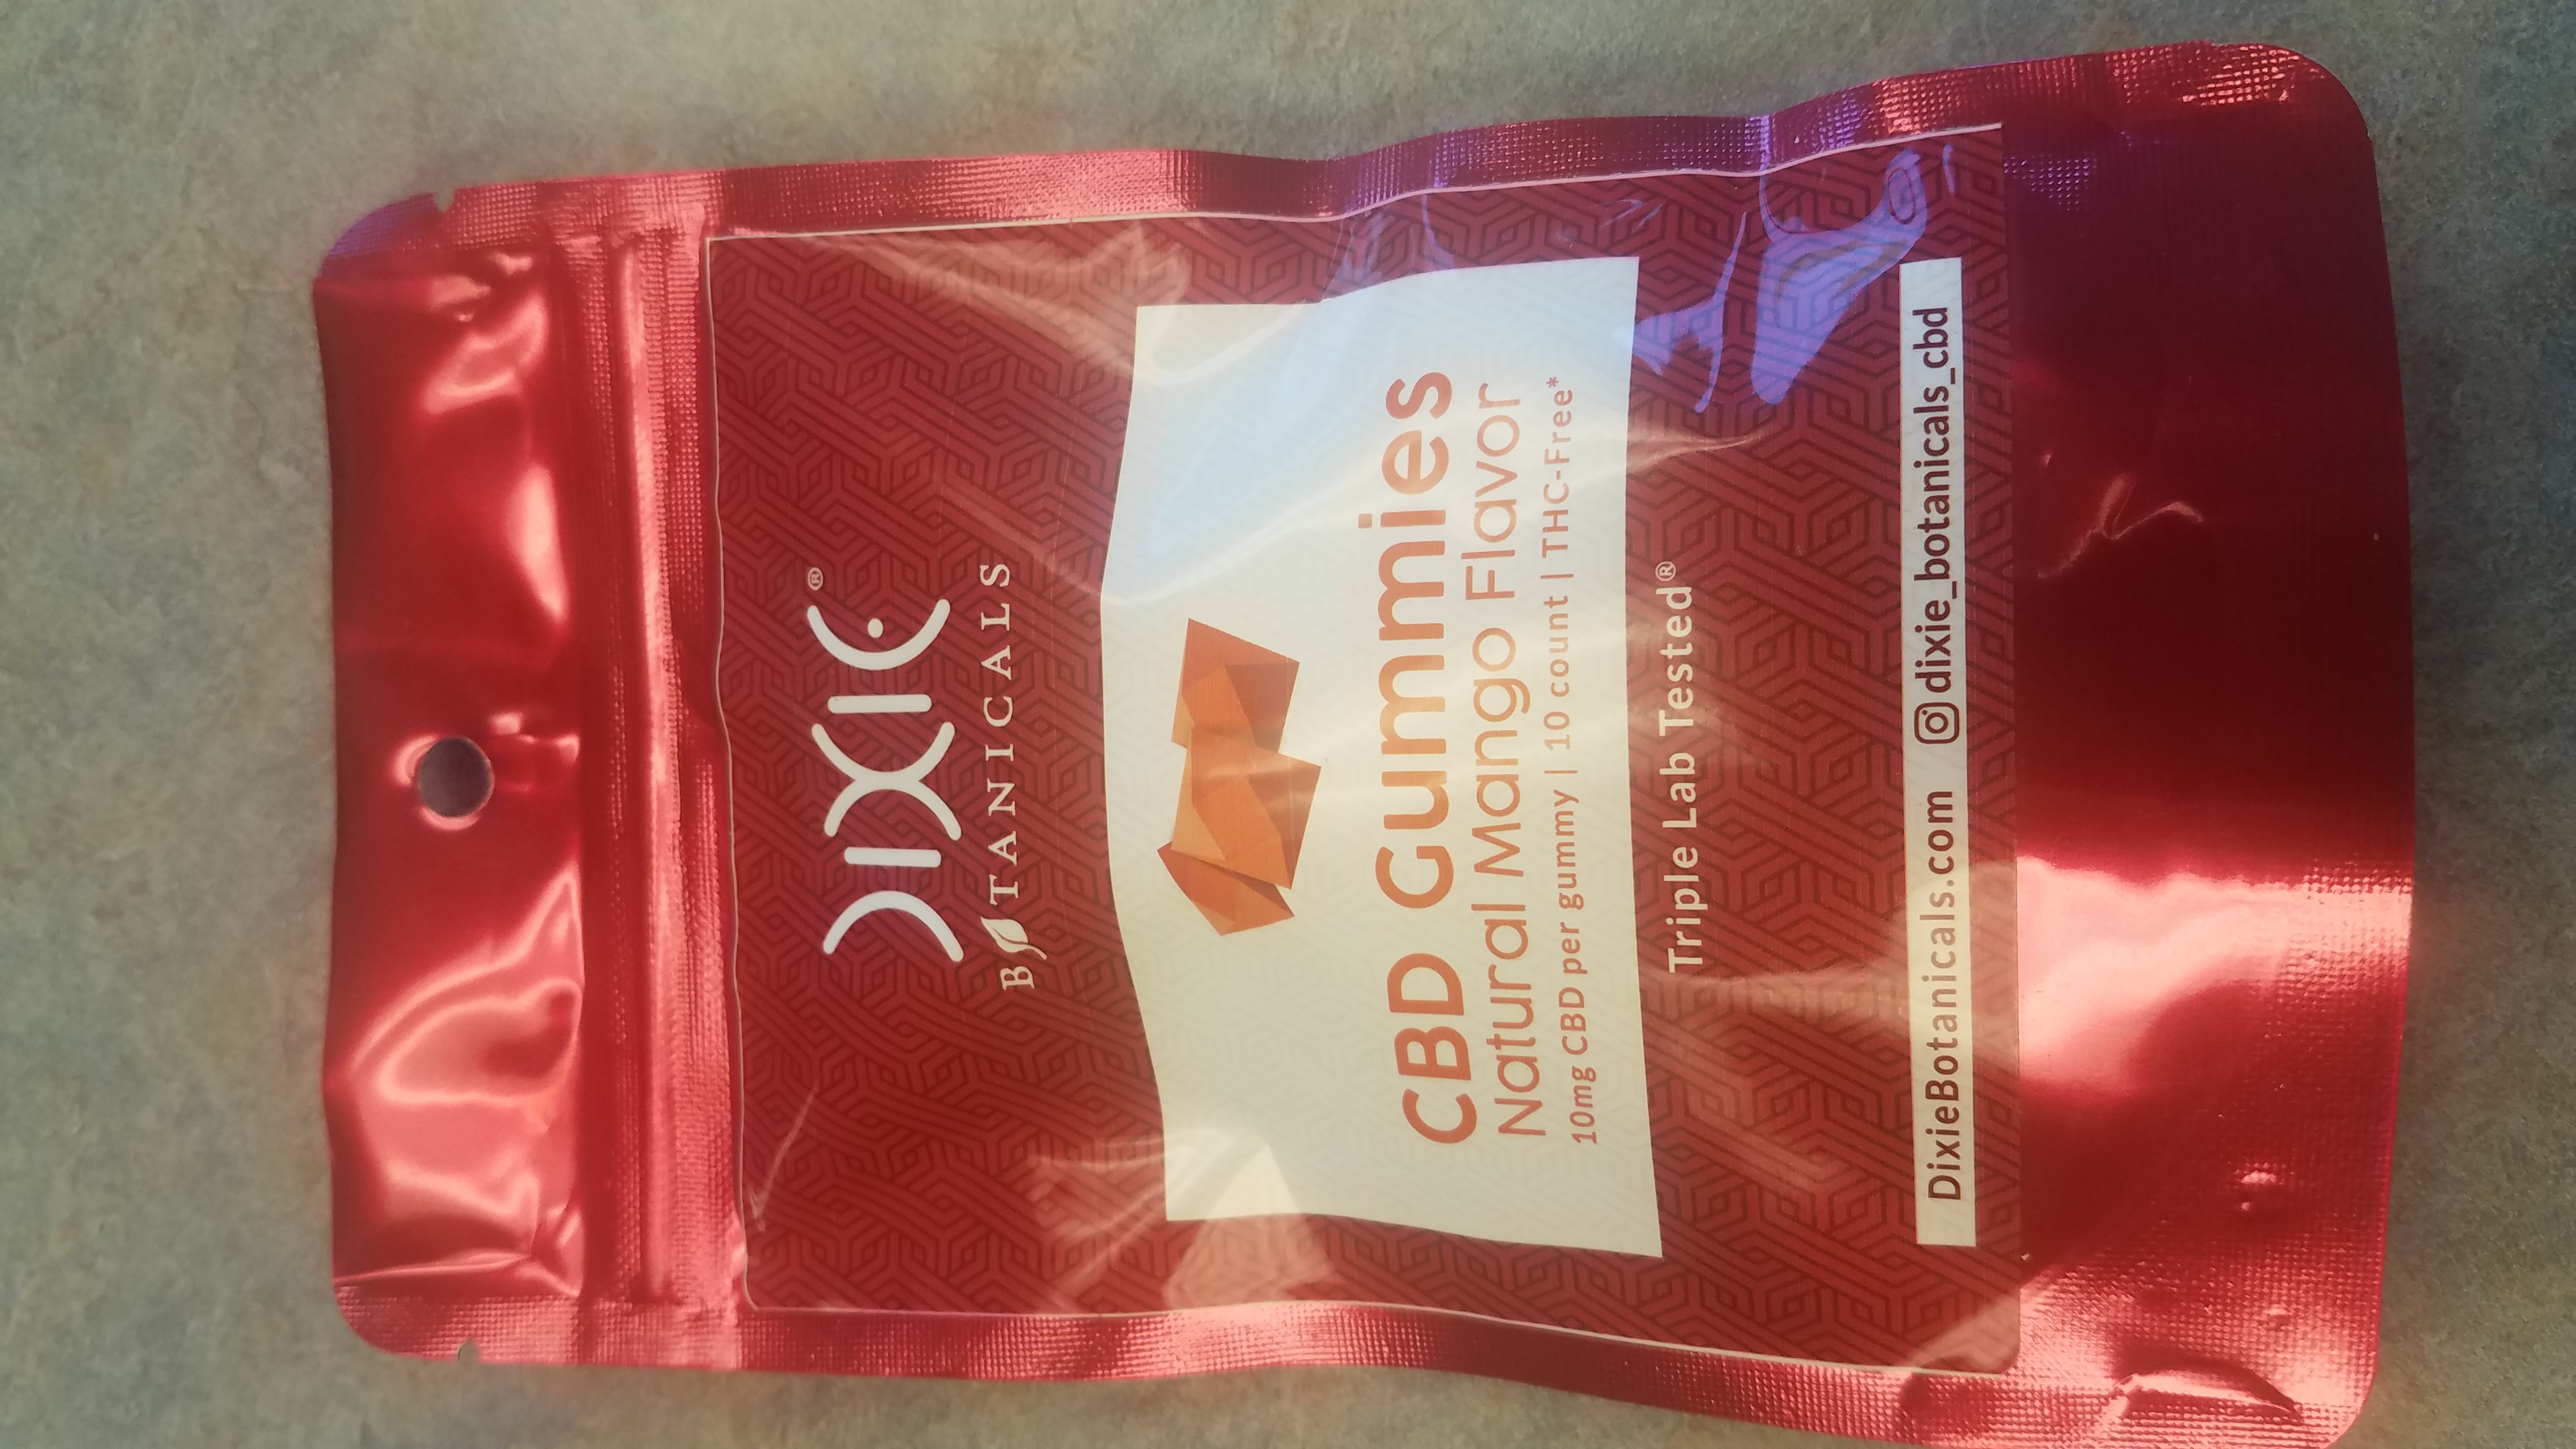 DIXIE®
BOTANICALS
CBD Gummies
Natural Mango Flavor
10mg CBD per gummy | 10 count | THC-Free*
Triple Lab Tested®
DixieBotanicals.com dixie_botanicals_cbd